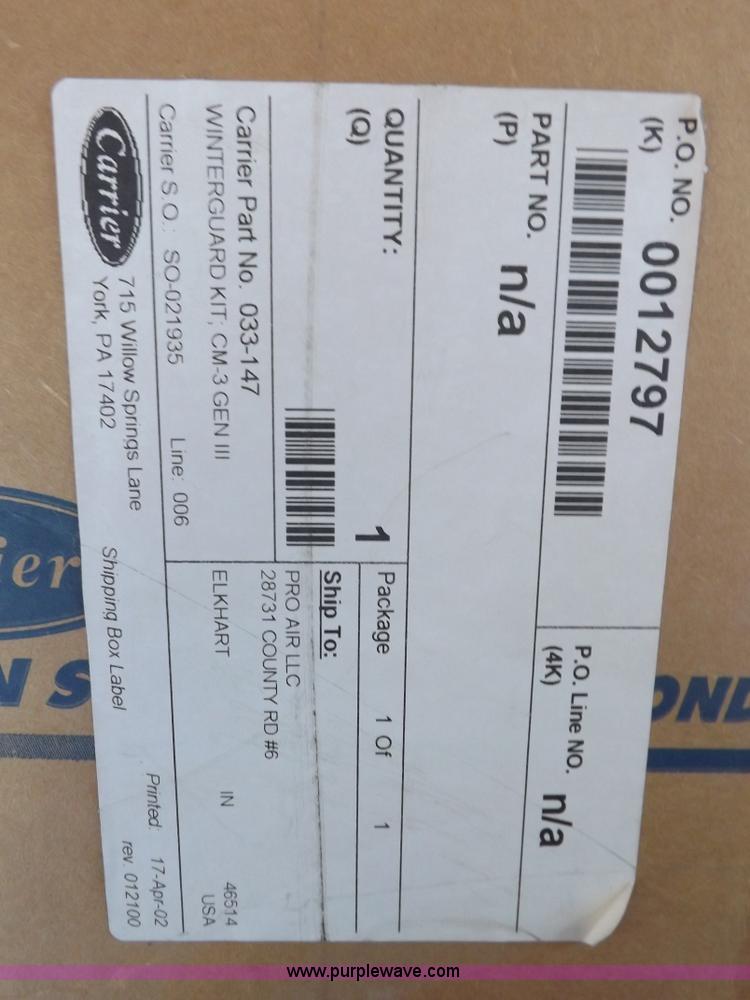 P.O. NO. 0012797
(K)
P.O. Line NO. n/a
(4K)
PART NO. n/a
(P)
QUANTITY: 1
(Q)
Package 1 Of 1
Ship To:
PRO AIR LLC
28731 COUNTY RD #6
ELKHART IN 46514
USA
Carrier Part No. 033-147
WINTERGUARD KIT; CM-3 GEN III
Carrier S.O.: SO-021935 Line: 006
Carrier
715 Willow Springs Lane
York, PA 17402
Shipping Box Label
Printed: 17-Apr-02
rev. 012100
ier
N S
OND
www.purplewave.com